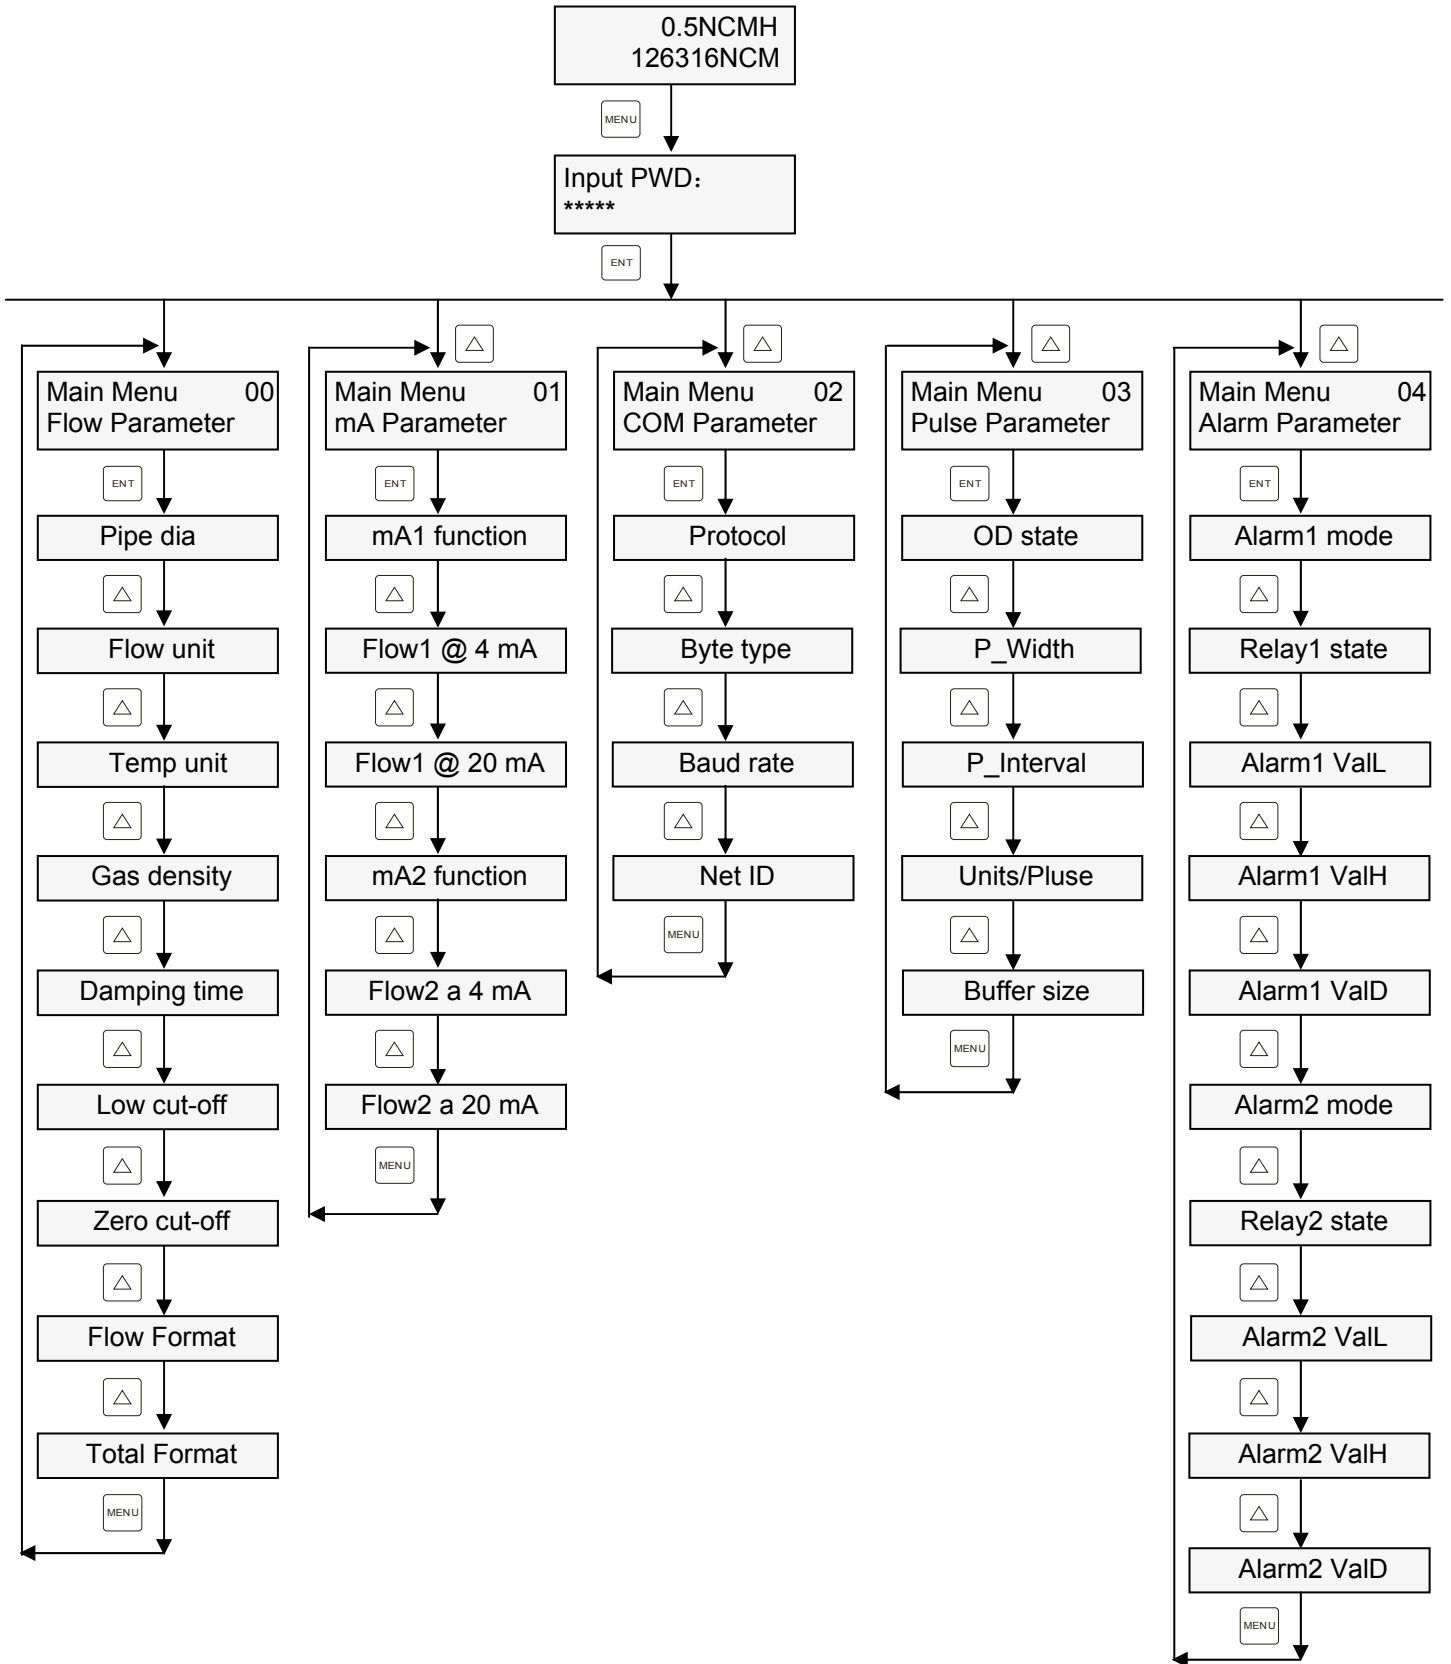 0.5NCMH
126316NCM
MENU
Input PWD：
*****
ENT
Main Menu 00
Flow Parameter
ENT
Pipe dia
Flow unit
Temp unit
Gas density
Damping time
Low cut-off
Zero cut-off
Flow Format
Total Format
MENU
Main Menu 01
mA Parameter
ENT
mA1 function
Flow1 @ 4 mA
Flow1 @ 20 mA
mA2 function
Flow2 a 4 mA
Flow2 a 20 mA
MENU
Main Menu 02
COM Parameter
ENT
Protocol
Byte type
Baud rate
Net ID
MENU
Main Menu 03
Pulse Parameter
ENT
OD state
P_Width
P_Interval
Units/Pluse
Buffer size
MENU
Main Menu 04
Alarm Parameter
ENT
Alarm1 mode
Relay1 state
Alarm1 ValL
Alarm1 ValH
Alarm1 ValD
Alarm2 mode
Relay2 state
Alarm2 ValL
Alarm2 ValH
Alarm2 ValD
MENU